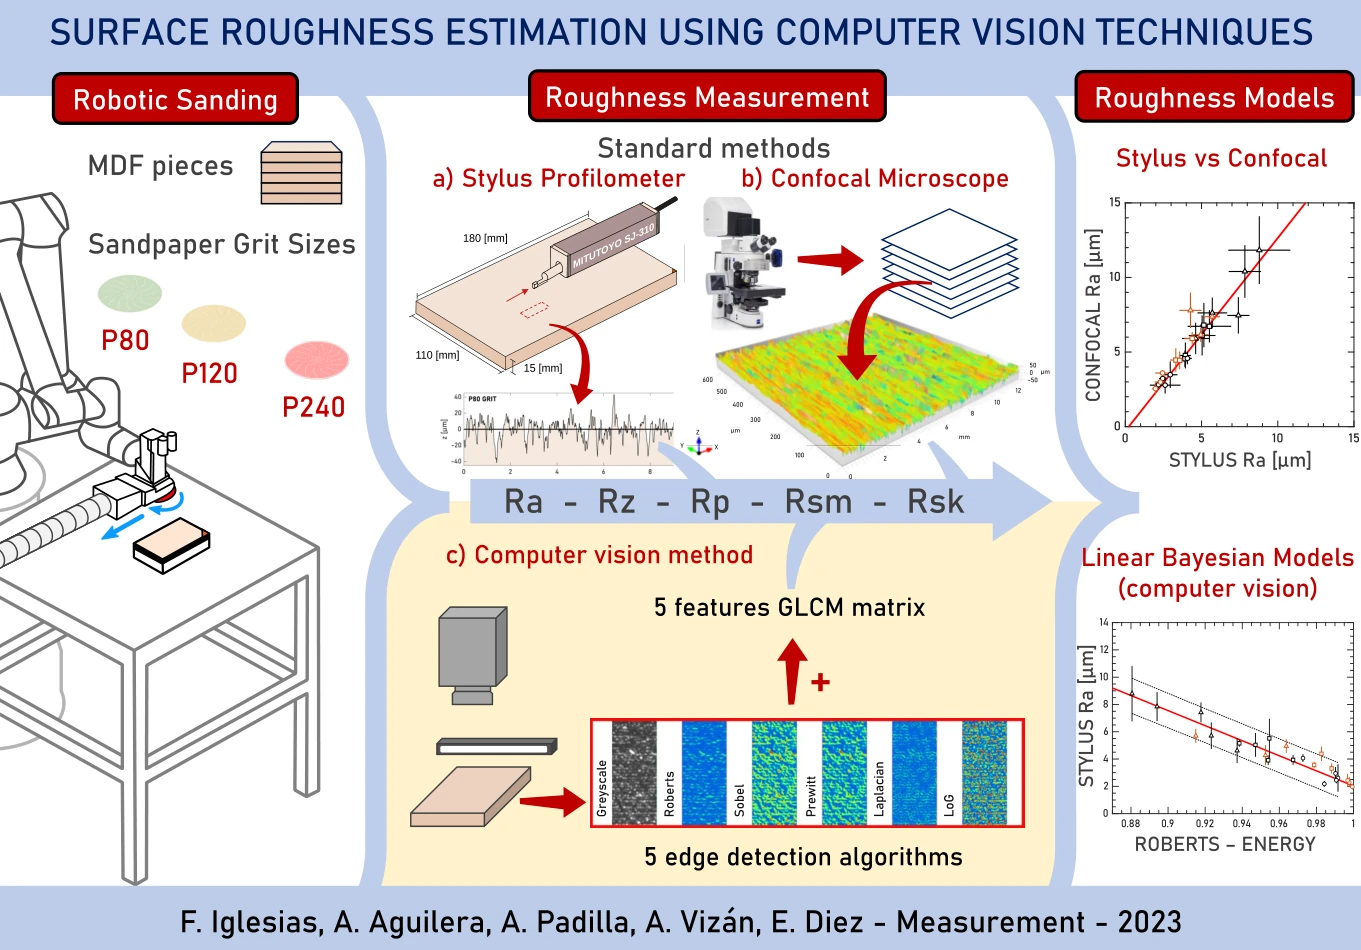 SURFACE ROUGHNESS ESTIMATION USING COMPUTER VISION TECHNIQUES
Robotic Sanding
MDF pieces
Sandpaper Grit Sizes
P80
P120
P240
Roughness Measurement
Standard methods
a) Stylus Profilometer
180 [mm]
MITUTOYO SJ-310
110 [mm]
15 [mm]
P80 GRIT
z [µm]
40
20
0
-20
-40
0
2
4
6
8
Z
Y
X
b) Confocal Microscope
600
500
400
300
200
100
0
µm
0
2
4
6
8
10
12
mm
50
0
-50
µm
Ra - Rz - Rp - Rsm - Rsk
c) Computer vision method
5 features GLCM matrix
+
Greyscale
Roberts
Sobel
Prewitt
Laplacian
LoG
5 edge detection algorithms
Roughness Models
Stylus vs Confocal
CONFOCAL Ra [µm]
15
10
5
0
0
5
10
15
STYLUS Ra [µm]
Linear Bayesian Models
(computer vision)
STYLUS Ra [µm]
14
12
10
8
6
4
2
0
0.88
0.9
0.92
0.94
0.96
0.98
1
ROBERTS – ENERGY
F. Iglesias, A. Aguilera, A. Padilla, A. Vizán, E. Diez - Measurement - 2023